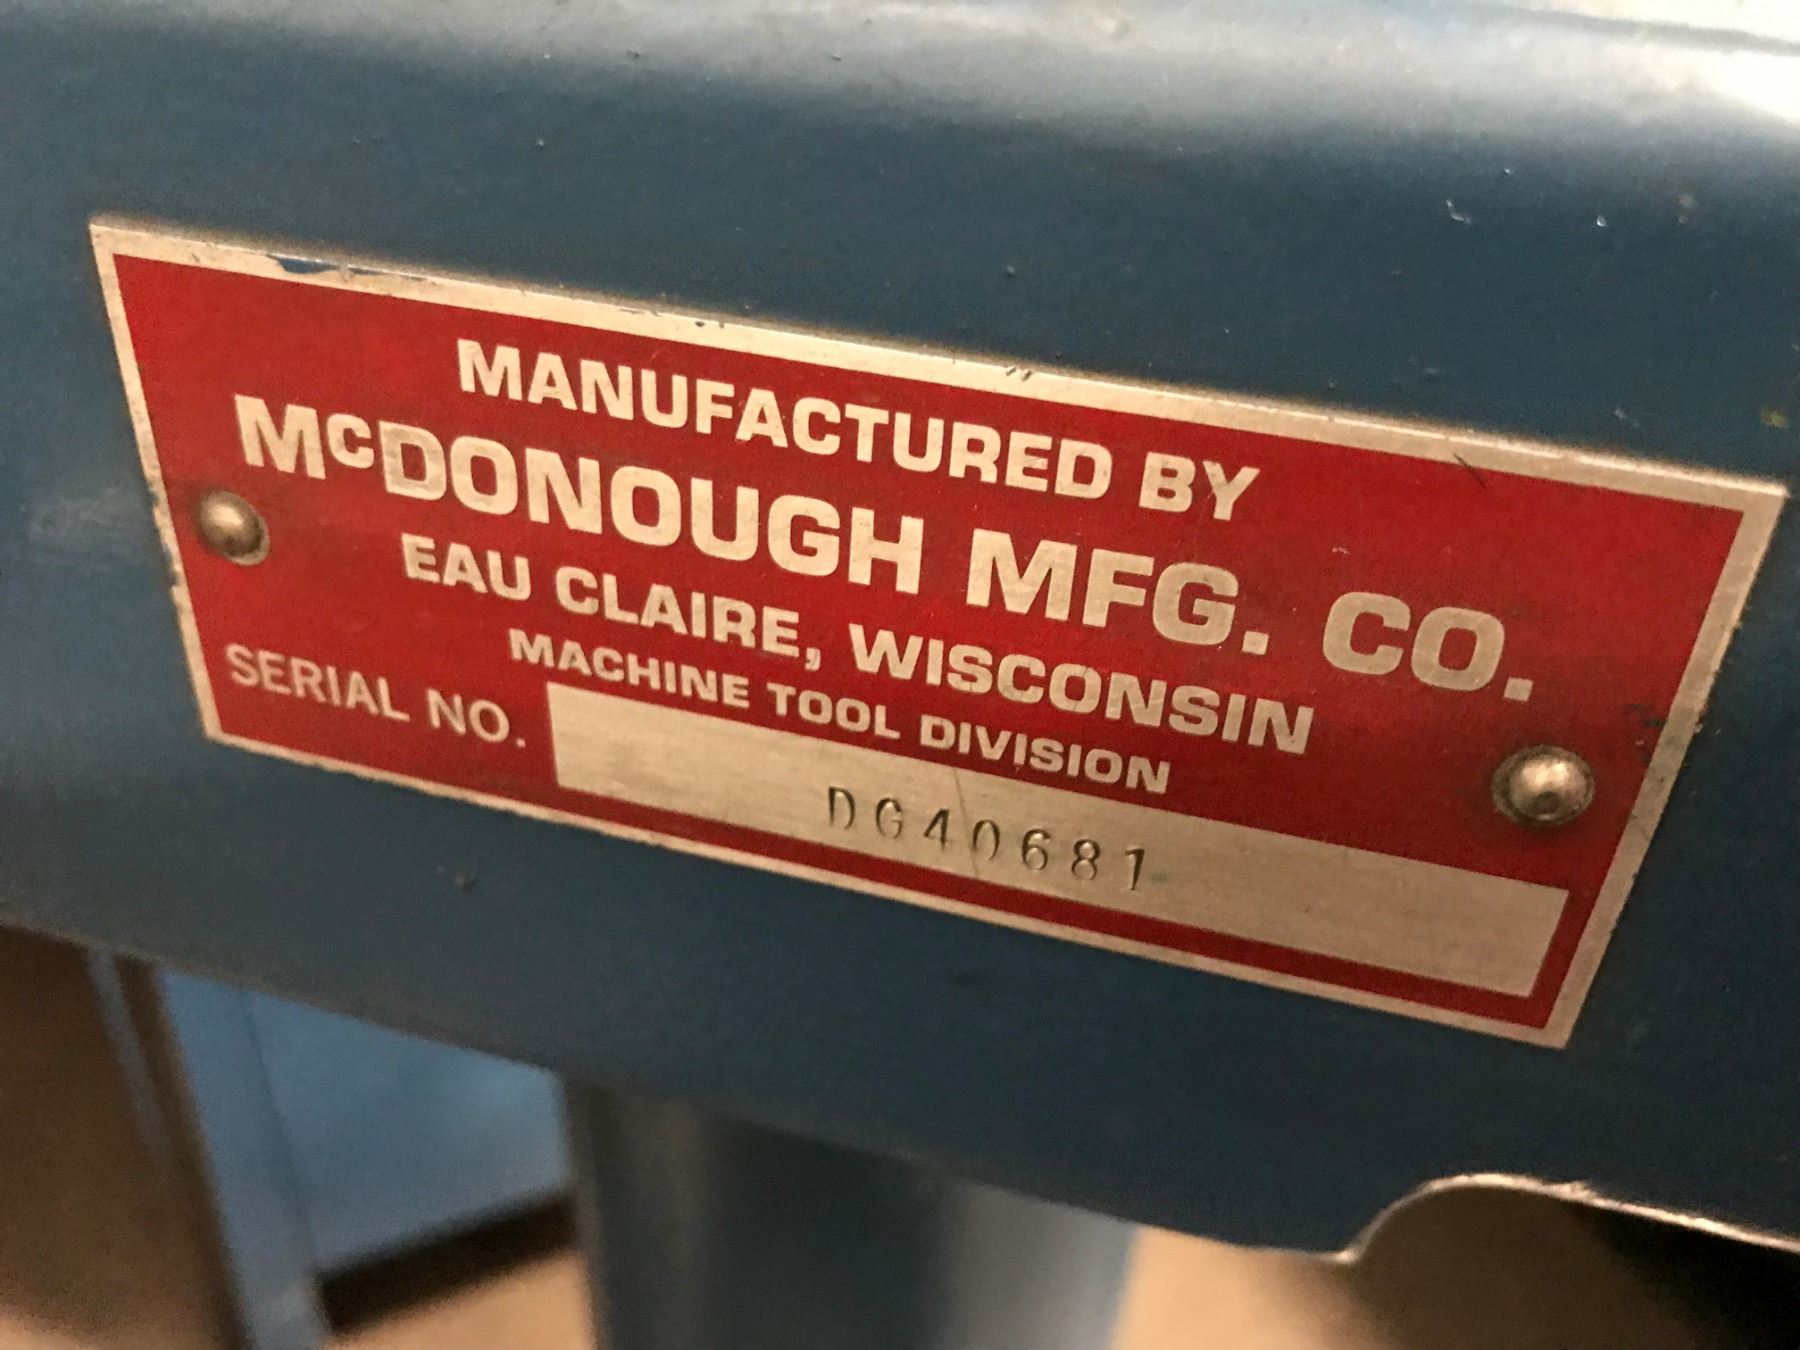 MANUFACTURED BY
McDONOUGH MFG. CO.
EAU CLAIRE, WISCONSIN
MACHINE TOOL DIVISION
SERIAL NO. DG40681